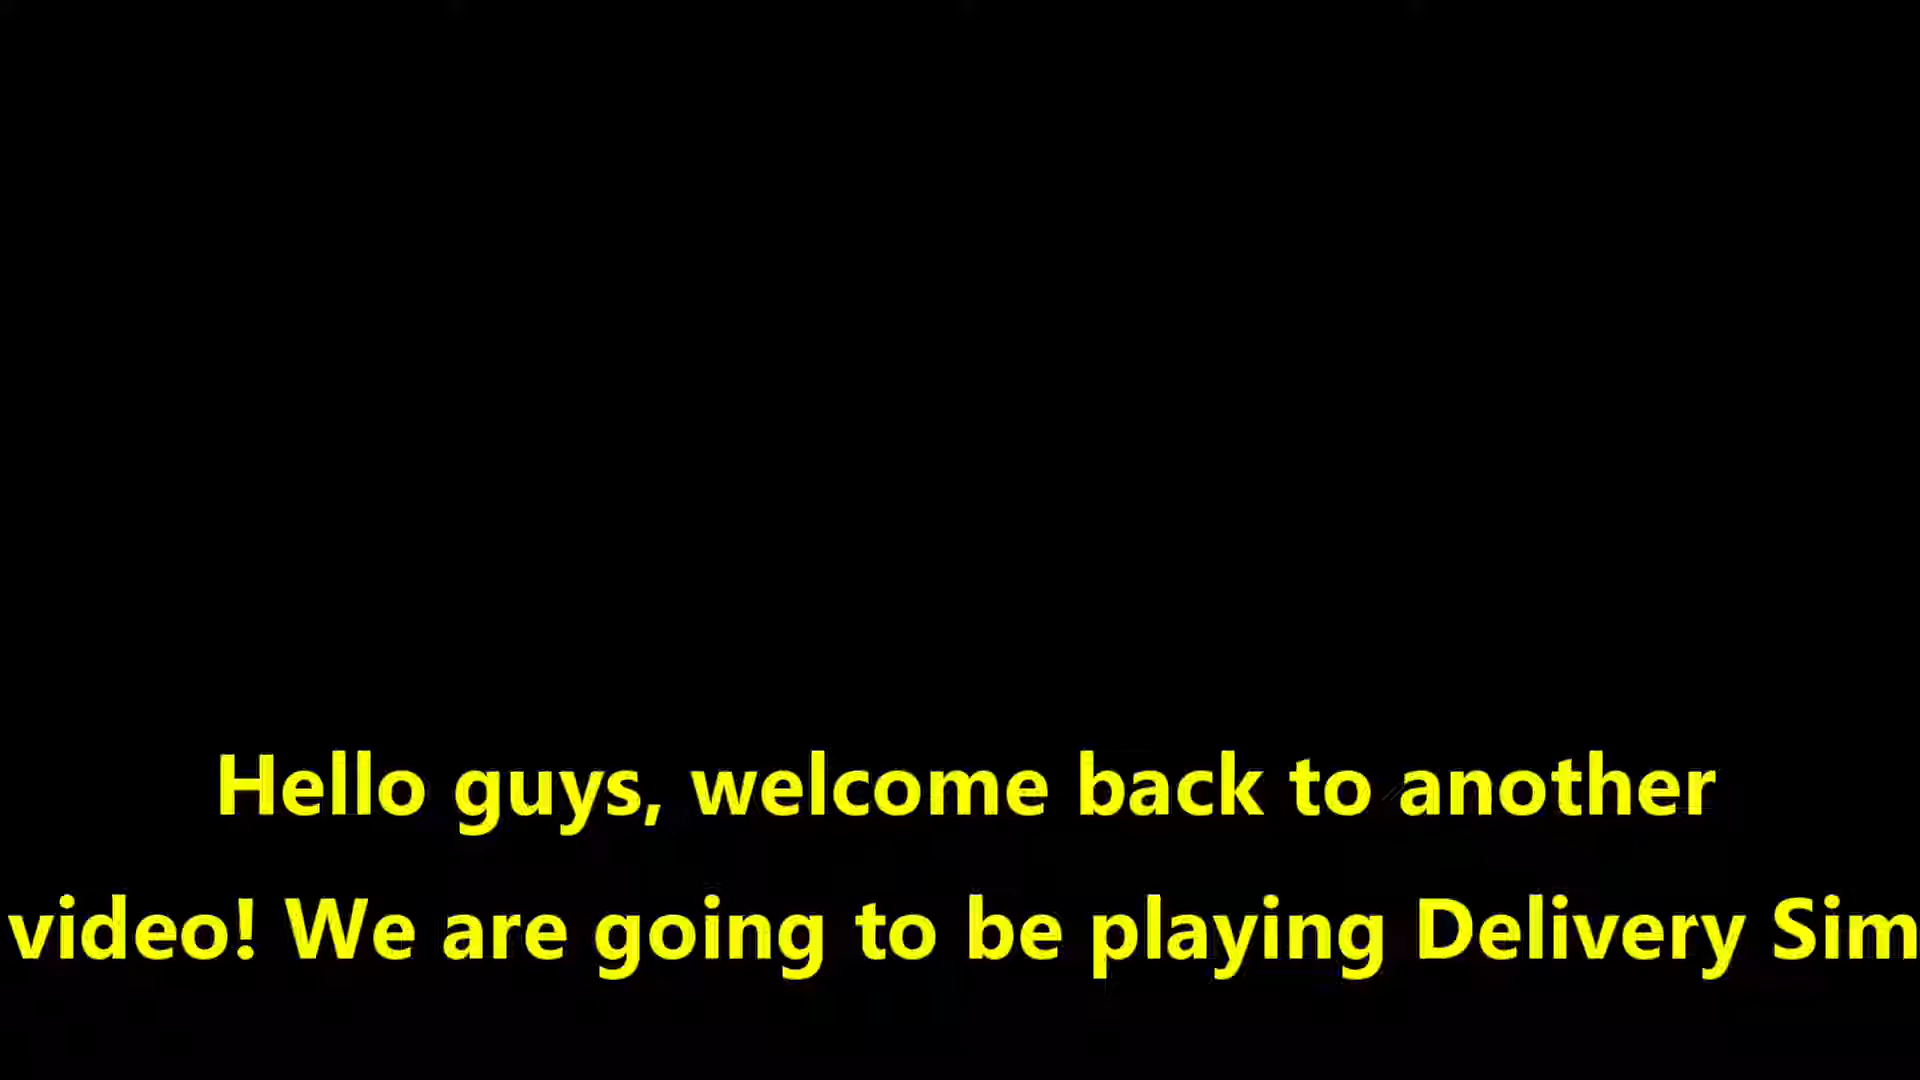 Hello guys, welcome back to another
video! We are going to be playing Delivery Sim